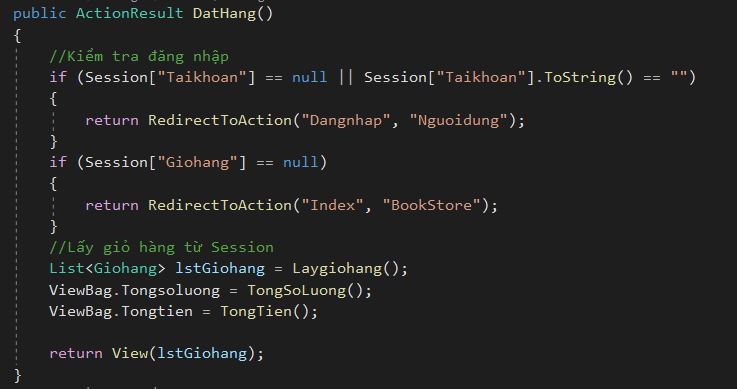 public ActionResult DatHang()
{
//Kiểm tra đăng nhập
if (Session["Taikhoan"] == null || Session["Taikhoan"].ToString() == "")
{
return RedirectToAction("Dangnhap", "Nguoidung");
}
if (Session["Giohang"] == null)
{
return RedirectToAction("Index", "BookStore");
}
//Lấy giỏ hàng từ Session
List<Giohang> lstGiohang = Laygiohang();
ViewBag.Tongsoluong = TongSoLuong();
ViewBag.Tongtien = TongTien();
return View(lstGiohang);
}